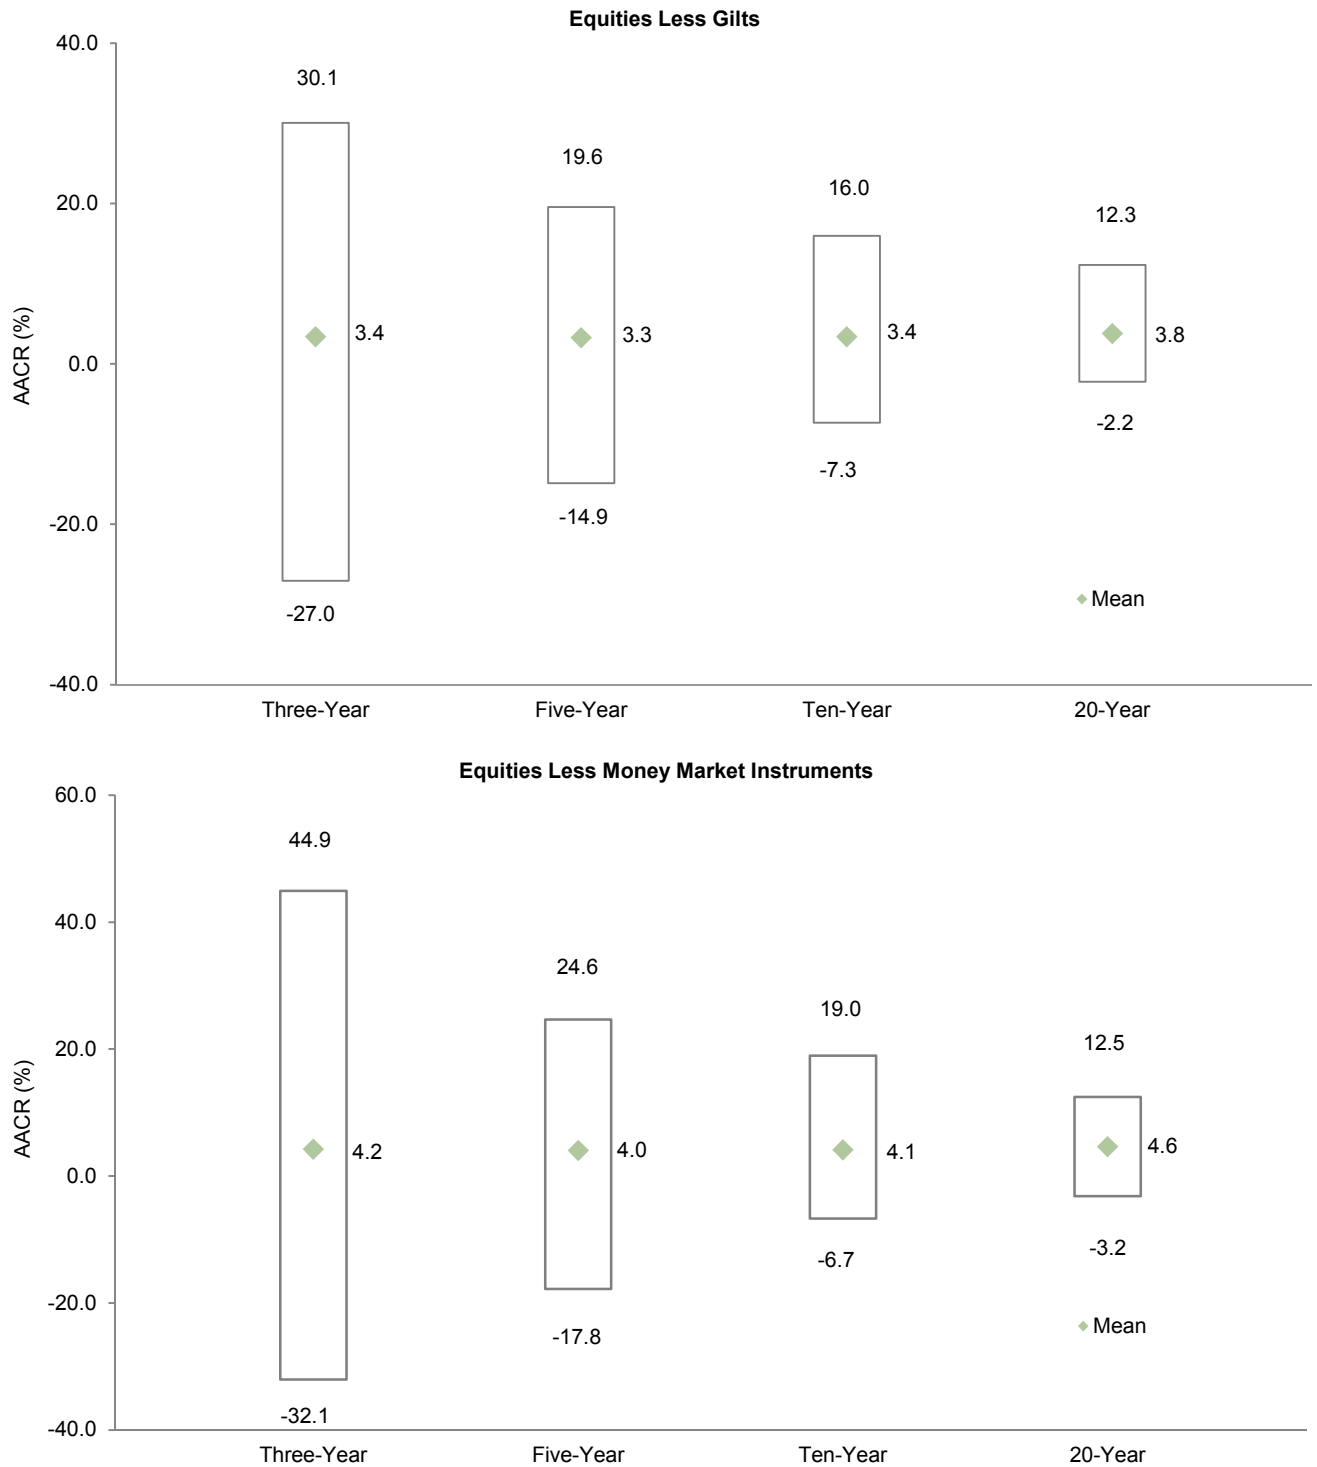 Equities Less Gilts
40.0
30.1
19.6
16.0
20.0
12.3
AACR (%)
3.4
3.3
3.4
3.8
0.0
-2.2
-7.3
-20.0
-14.9
Mean
-27.0
-40.0
Three-Year
Five-Year
Ten-Year
20-Year
Equities Less Money Market Instruments
60.0
44.9
40.0
24.6
19.0
20.0
12.5
AACR (%)
4.2
4.0
4.1
4.6
0.0
-3.2
-6.7
-20.0
-17.8
Mean
-32.1
-40.0
Three-Year
Five-Year
Ten-Year
20-Year